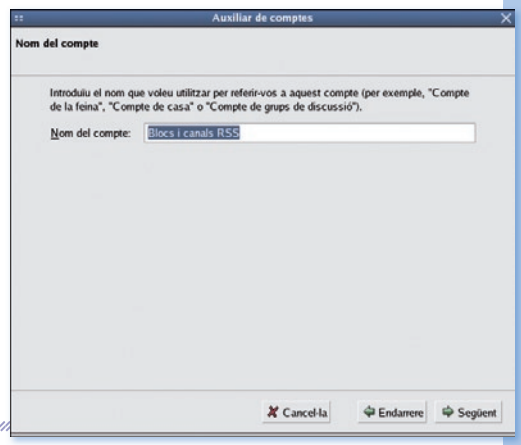 Auxiliar de comptes
Nom del compte
Introduïu el nom que voleu utilitzar per referir-vos a aquest compte (per exemple, "Compte
de la feina", "Compte de casa" o "Compte de grups de discussió").
Nom del compte: Blocs i canals RSS
Cancel·la Endarrere Següent